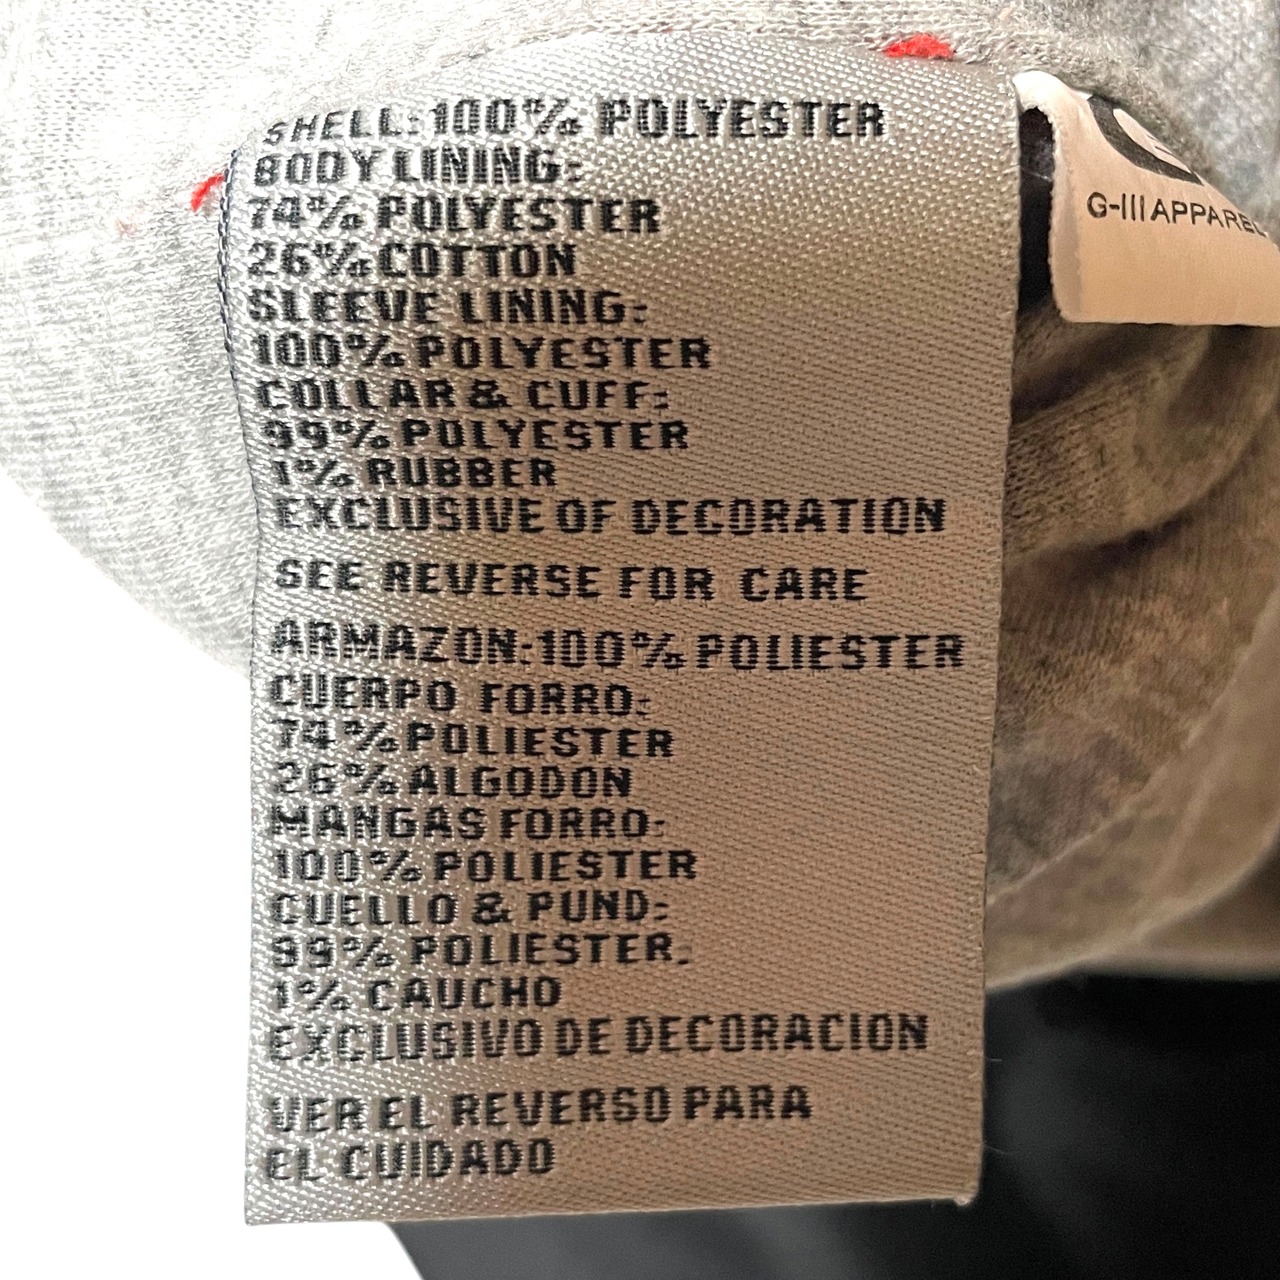 SHELL: 100% POLYESTER
BODY LINING:
74% POLYESTER
26% COTTON
SLEEVE LINING:
100% POLYESTER
COLLAR & CUFF:
99% POLYESTER
1% RUBBER
EXCLUSIVE OF DECORATION
SEE REVERSE FOR CARE
ARMAZON: 100% POLIESTER
CUERPO FORRO:
74% POLIESTER
26% ALGODON
MANGAS FORRO:
100% POLIESTER
CUELLO & PUND:
99% POLIESTER.
1% CAUCHO
EXCLUSIVO DE DECORACION
VER EL REVERSO PARA
EL CUIDADO
G-III APPAREL